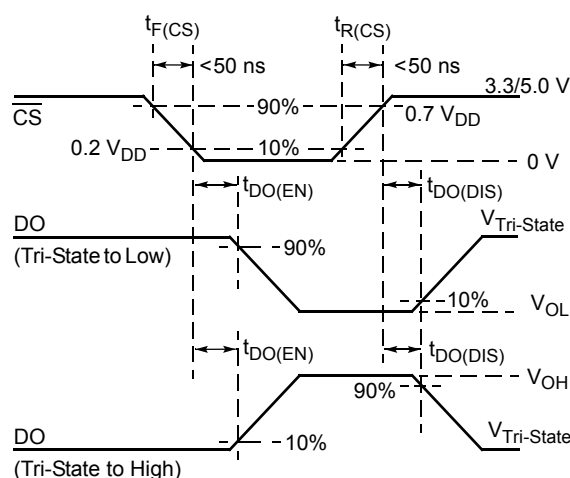 tF(CS)
tR(CS)
<50 ns
<50 ns
3.3/5.0 V
CS
90%
0.7 VDD
0.2 VDD
10%
0 V
tDO(EN)
tDO(DIS)
DO
VTri-State
(Tri-State to Low)
90%
10%
VOL
tDO(EN)
tDO(DIS)
VOH
90%
DO
10%
VTri-State
(Tri-State to High)